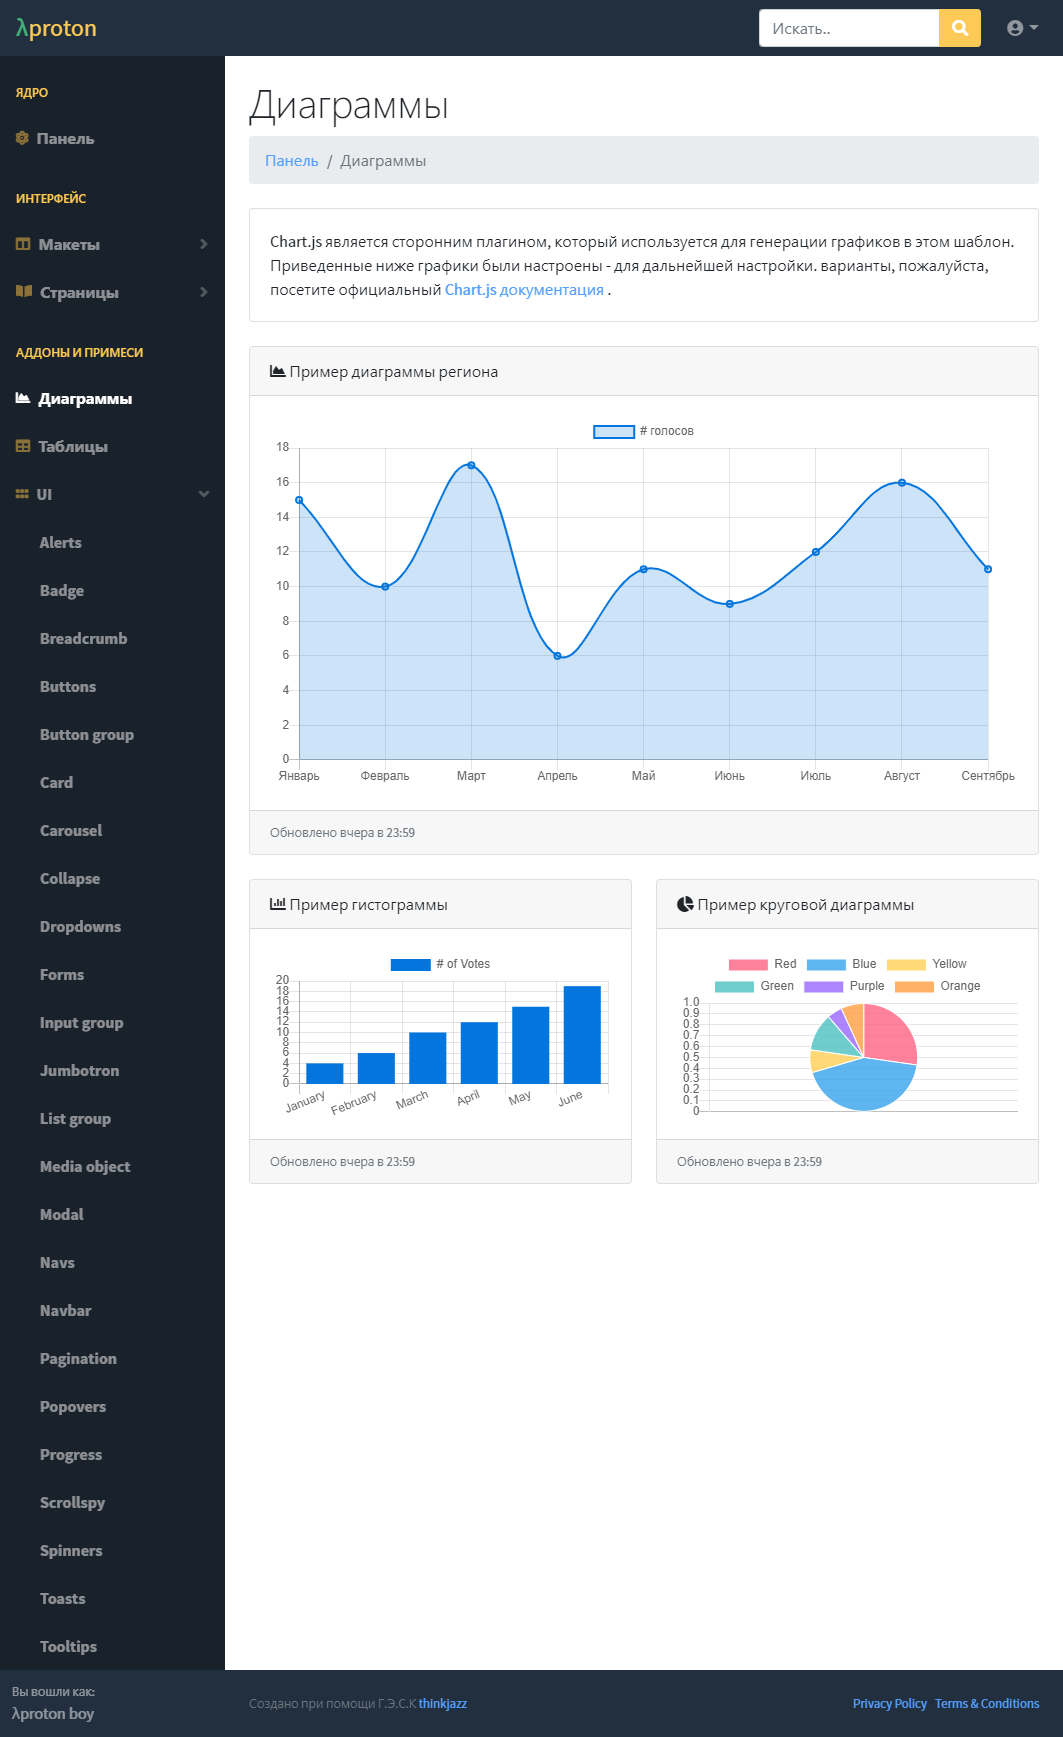 λproton
Искать..
ЯДРО
Панель
ИНТЕРФЕЙС
Макеты
Страницы
АДДОНЫ И ПРИМЕСИ
Диаграммы
Таблицы
UI
Alerts
Badge
Breadcrumb
Buttons
Button group
Card
Carousel
Collapse
Dropdowns
Forms
Input group
Jumbotron
List group
Media object
Modal
Navs
Navbar
Pagination
Popovers
Progress
Scrollspy
Spinners
Toasts
Tooltips
Вы вошли как:
λproton boy
Диаграммы
Панель / Диаграммы
Chart.js является сторонним плагином, который используется для генерации графиков в этом шаблон.
Приведенные ниже графики были настроены - для дальнейшей настройки. варианты, пожалуйста,
посетите официальный Chart.js документация .
Пример диаграммы региона
# голосов
18
16
14
12
10
8
6
4
2
0
Январь Февраль Март Апрель Май Июнь Июль Август Сентябрь
Обновлено вчера в 23:59
Пример гистограммы
# of Votes
20
18
16
14
12
10
8
6
4
2
0
January February March April May June
Обновлено вчера в 23:59
Пример круговой диаграммы
Red Blue Yellow
Green Purple Orange
1.0
0.9
0.8
0.7
0.6
0.5
0.4
0.3
0.2
0.1
0
Обновлено вчера в 23:59
Создано при помощи Г.Э.С.К thinkjazz
Privacy Policy Terms & Conditions